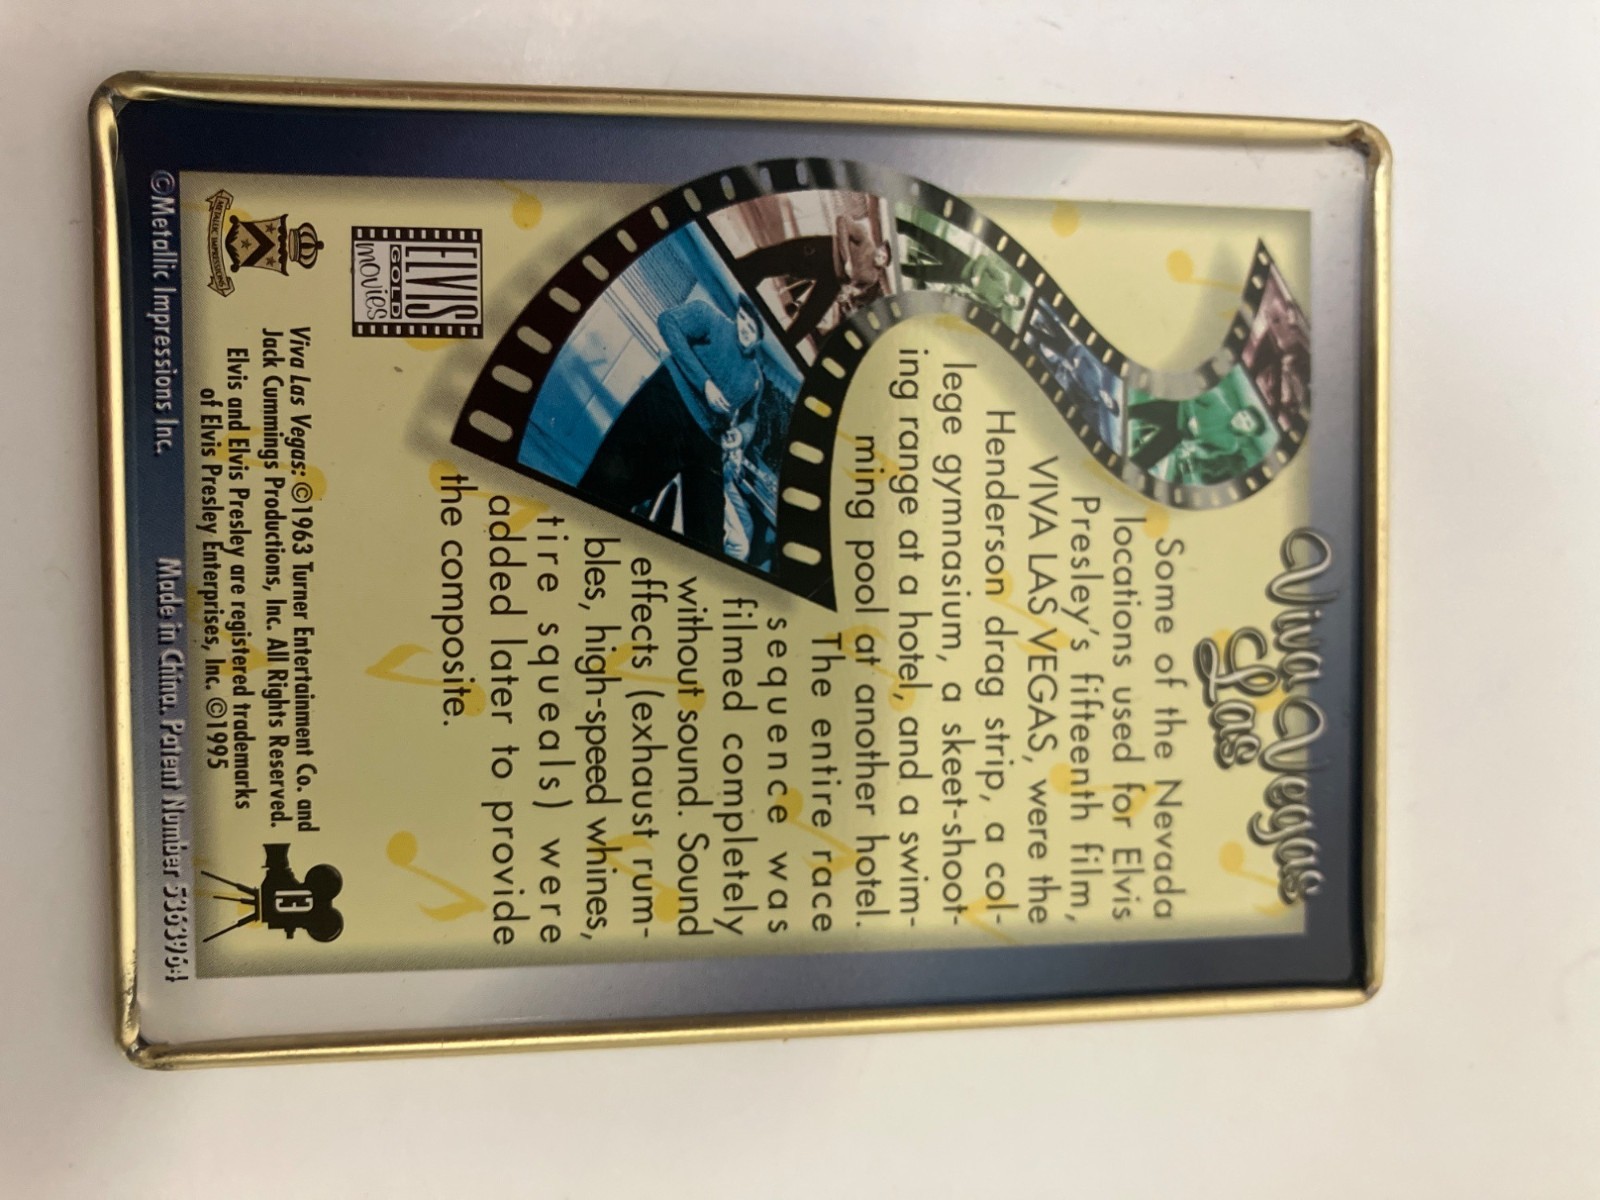 Viva Las Vegas
Some of the Nevada
locations used for Elvis
Presley's fifteenth film,
VIVA LAS VEGAS, were the
Henderson drag strip, a col-
lege gymnasium, a skeet-shoot-
ing range at a hotel, and a swim-
ming pool at another hotel.
The entire race
sequence was
filmed completely
without sound. Sound
effects (exhaust rum-
bles, high-speed whines,
tire squeals) were
added later to provide
the composite.
ELVIS
GOLD
movies
Viva Las Vegas: ©1963 Turner Entertainment Co. and
Jack Cummings Productions, Inc. All Rights Reserved.
Elvis and Elvis Presley are registered trademarks
of Elvis Presley Enterprises, Inc. ©1995
METALLIC IMPRESSIONS
13
©Metallic Impressions Inc. Made in China. Patent Number 5363964